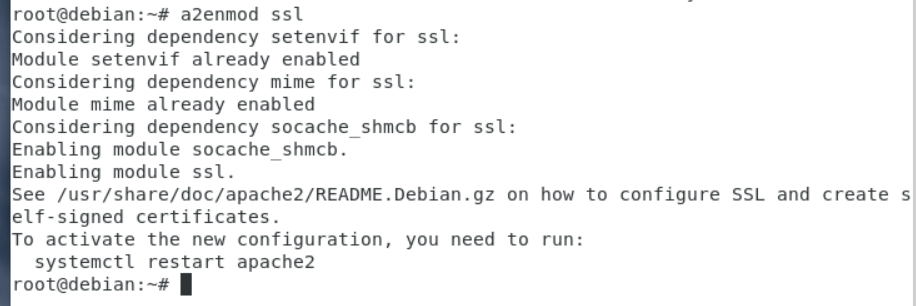 root@debian:~# a2enmod ssl
Considering dependency setenvif for ssl:
Module setenvif already enabled
Considering dependency mime for ssl:
Module mime already enabled
Considering dependency socache_shmcb for ssl:
Enabling module socache_shmcb.
Enabling module ssl.
See /usr/share/doc/apache2/README.Debian.gz on how to configure SSL and create s
elf-signed certificates.
To activate the new configuration, you need to run:
  systemctl restart apache2
root@debian:~#